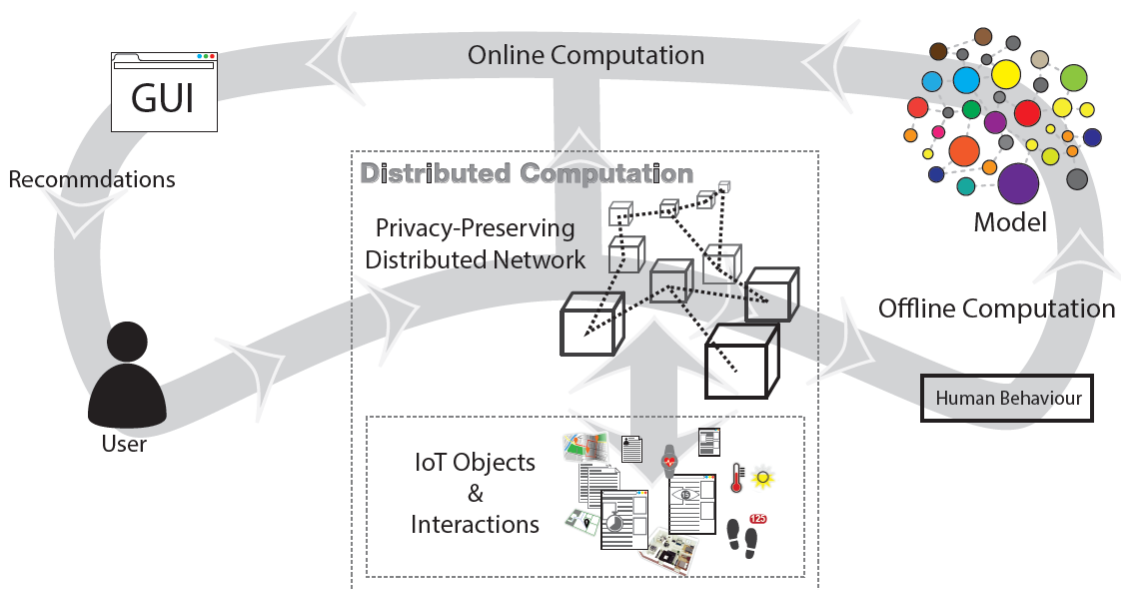 Online Computation
GUI
Recommdations
Distributed Computation
Privacy-Preserving
Distributed Network
Model
Offline Computation
Human Behaviour
User
IoT Objects
&
Interactions
125